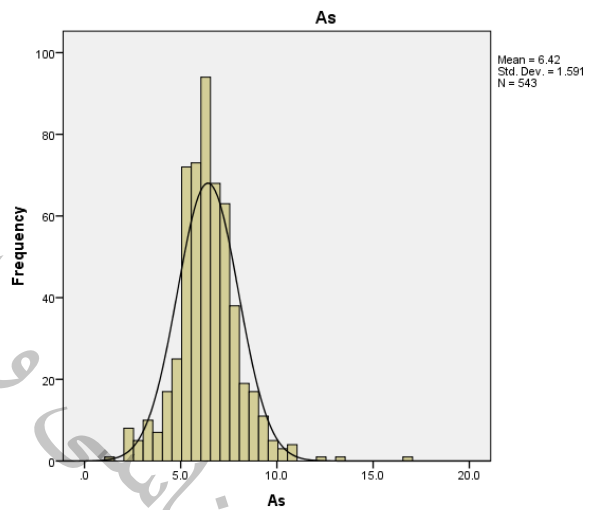 As
Mean = 6.42
Std. Dev. = 1.591
N = 543
Frequency
100
80
60
40
20
0
.0 5.0 10.0 15.0 20.0
As